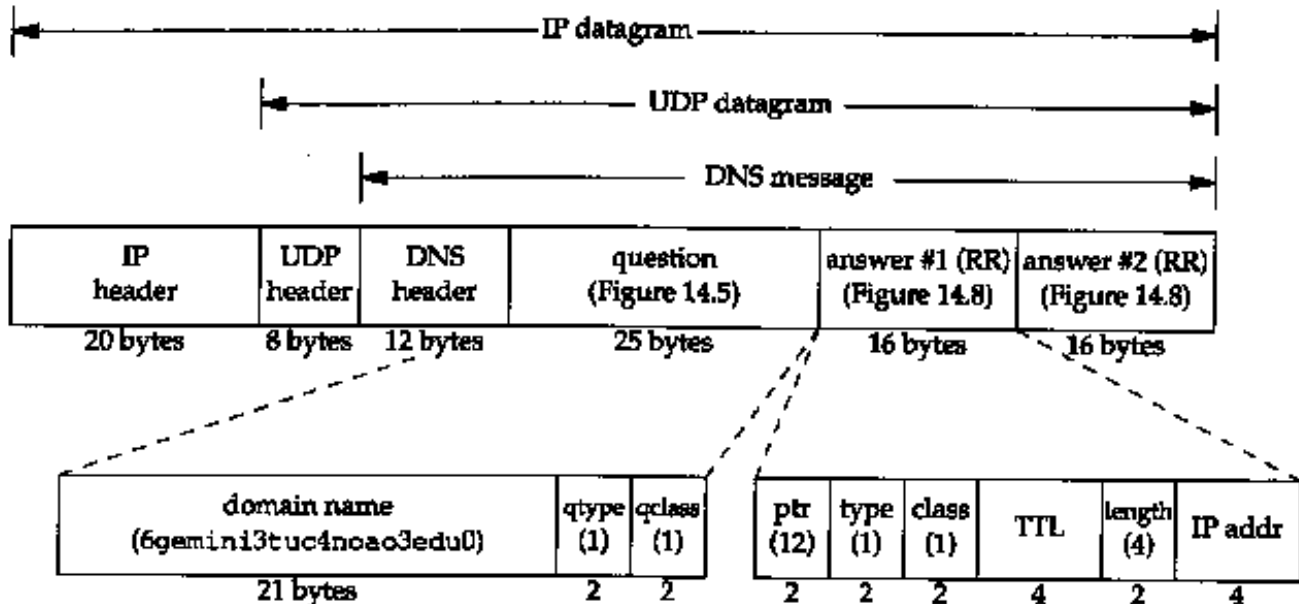 IP datagram
UDP datagram
DNS message
IP header
UDP header
DNS header
question (Figure 14.5)
answer #1 (RR) (Figure 14.8)
answer #2 (RR) (Figure 14.8)
20 bytes
8 bytes
12 bytes
25 bytes
16 bytes
16 bytes
domain name (6gemini3tuc4noao3edu0)
qtype (1)
qclass (1)
ptr (12)
type (1)
class (1)
TTL
length (4)
IP addr
21 bytes
2
2
2
2
2
4
2
4